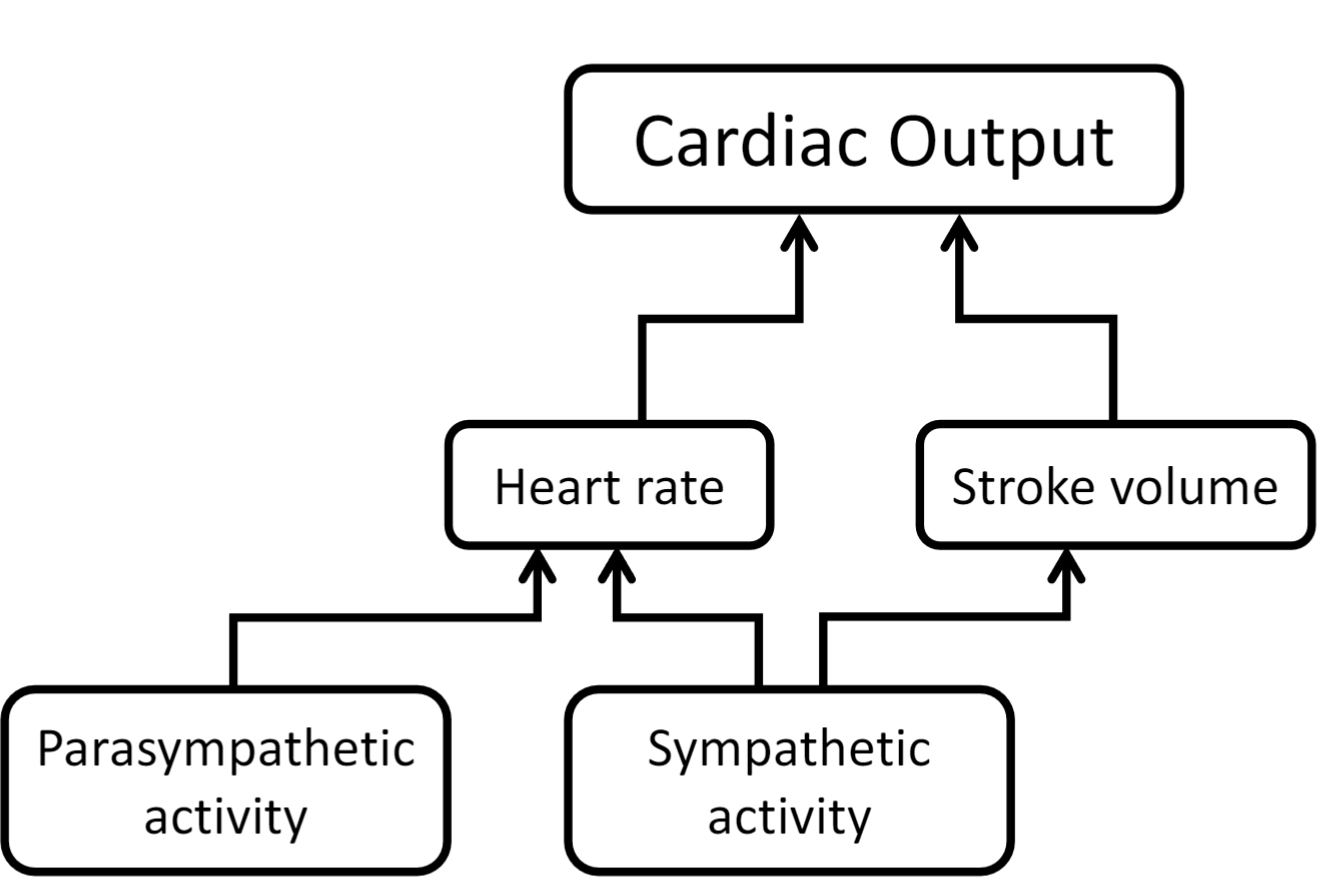 Cardiac Output
Heart rate
Stroke volume
Parasympathetic
activity
Sympathetic
activity